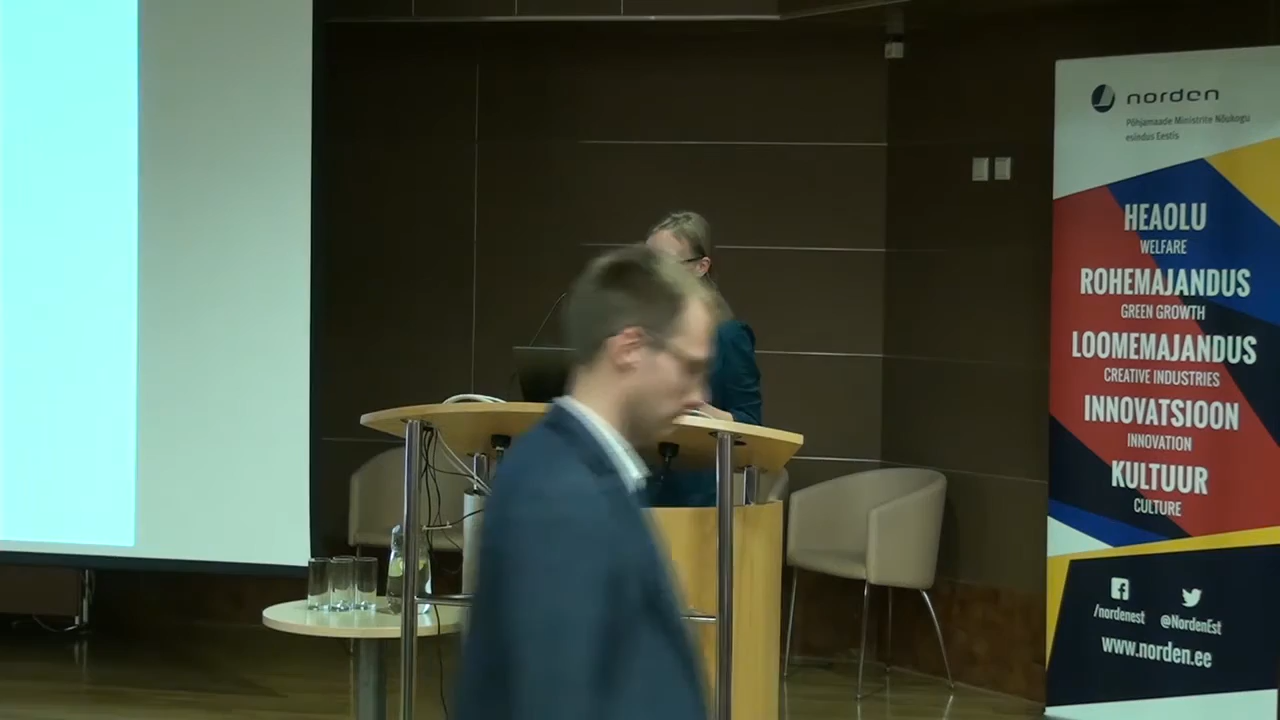 norden
Põhjamaade Ministrite Nõukogu
esindus Eestis
HEAOLU
WELFARE
ROHEMAJANDUS
GREEN GROWTH
LOOMEMAJANDUS
CREATIVE INDUSTRIES
INNOVATSIOON
INNOVATION
KULTUUR
CULTURE
/nordenest @NordenEst
www.norden.ee